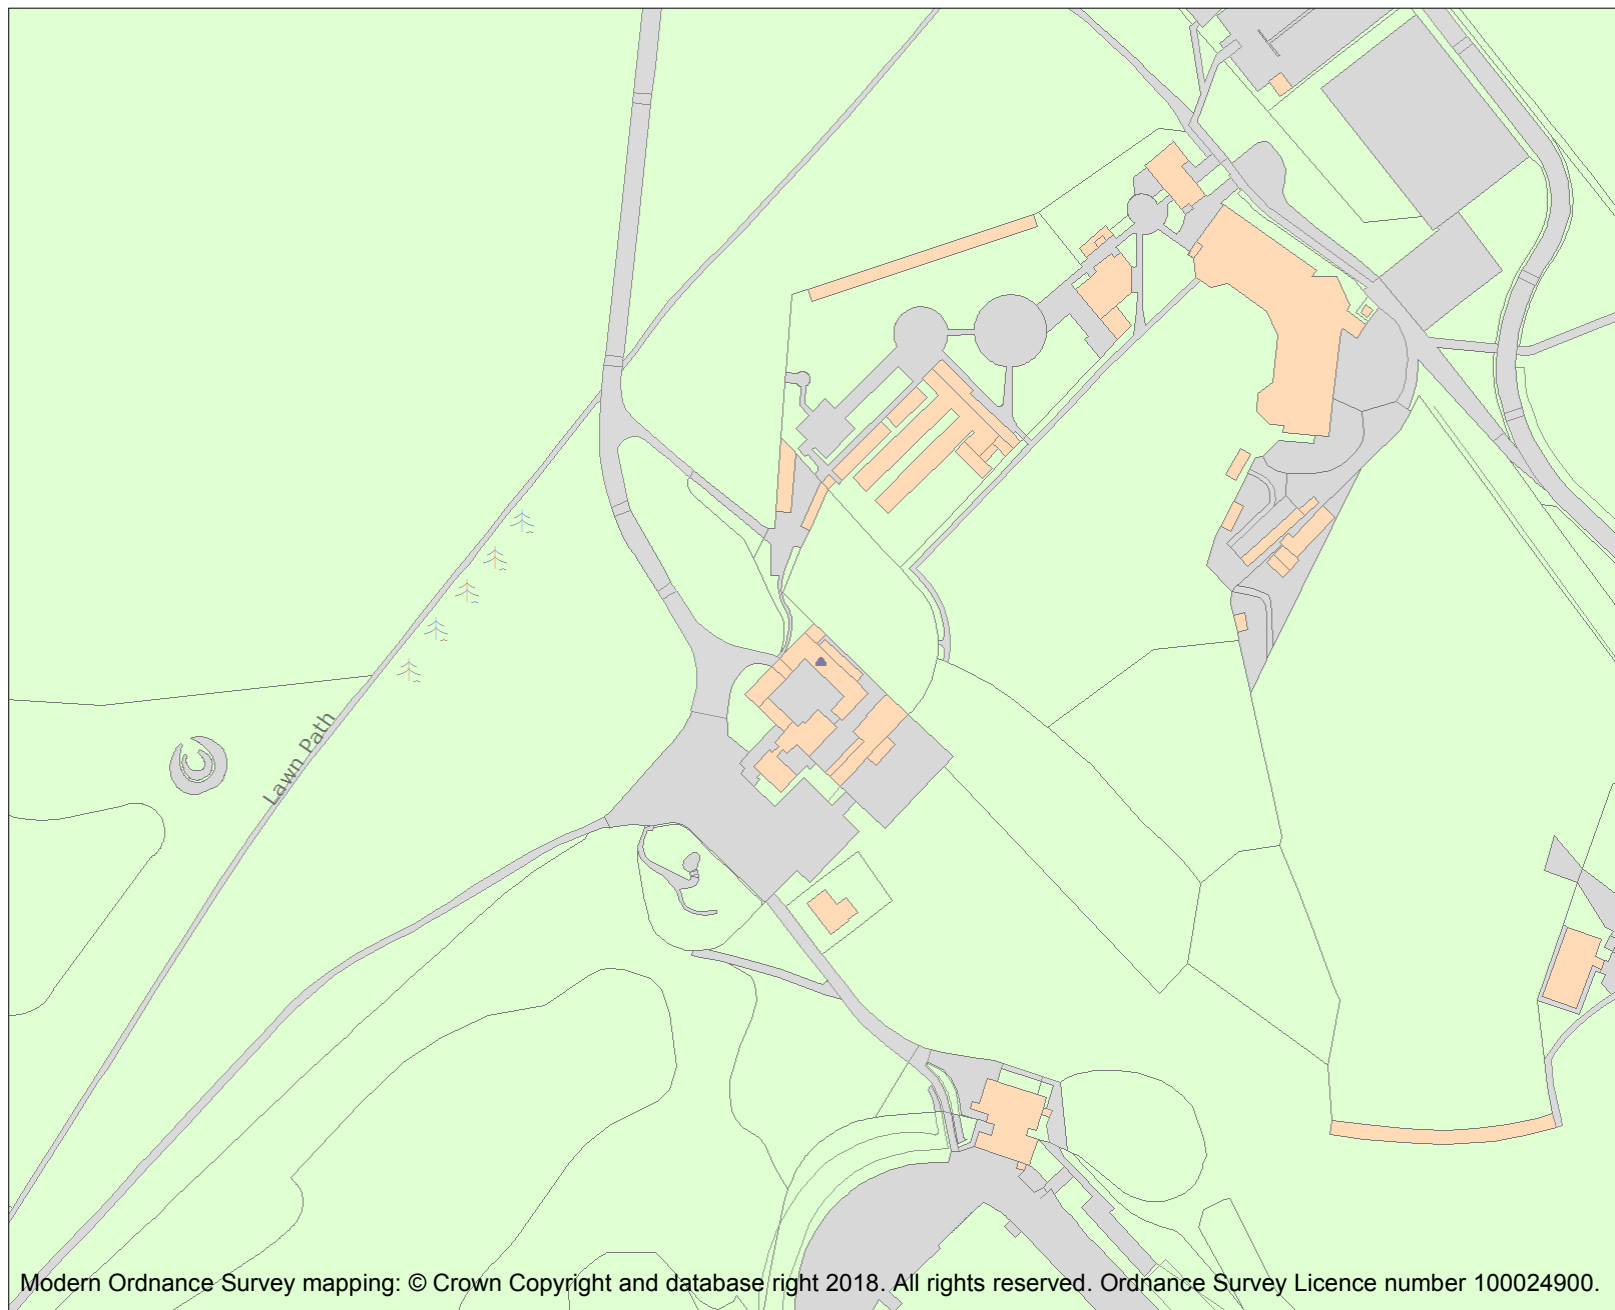 Lawn Path
Modern Ordnance Survey mapping: © Crown Copyright and database right 2018. All rights reserved. Ordnance Survey Licence number 100024900.